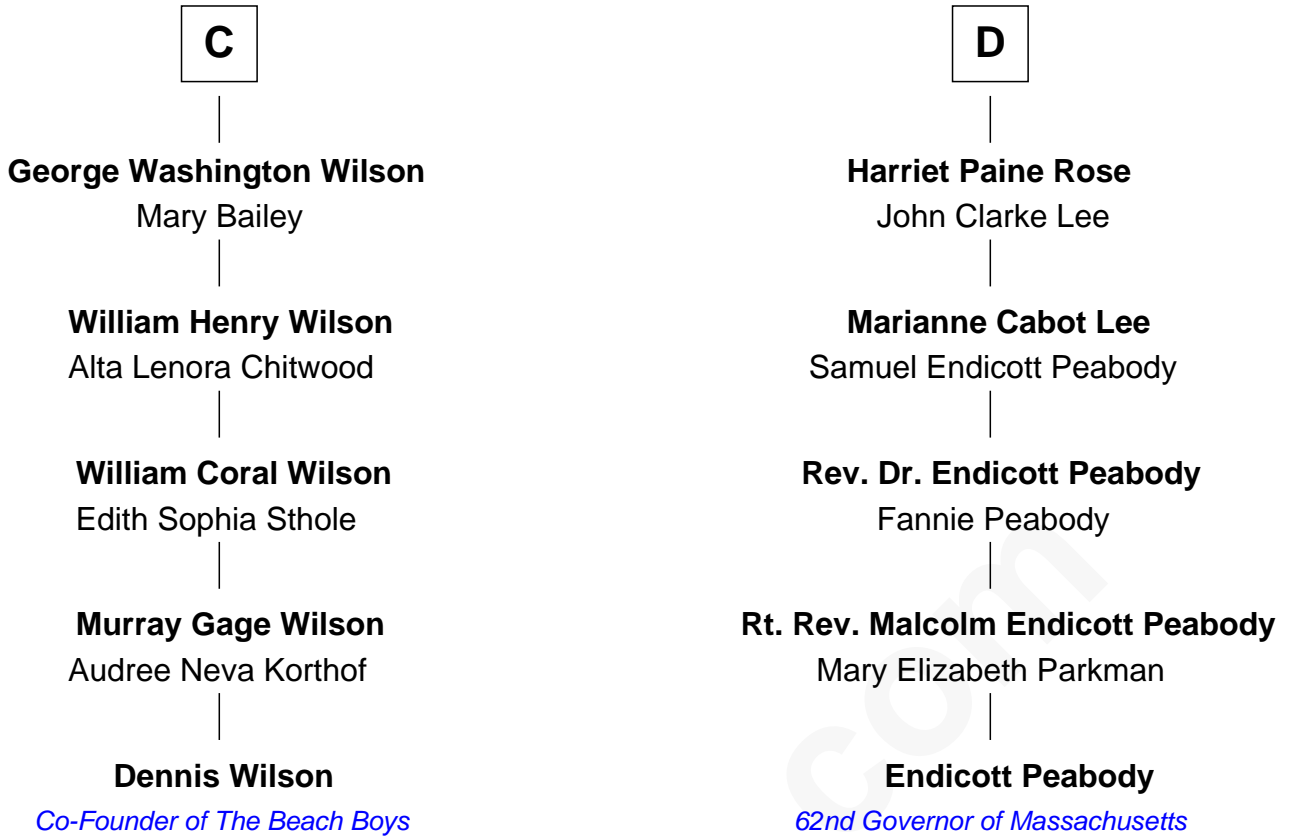 C
George Washington Wilson
Mary Bailey
William Henry Wilson
Alta Lenora Chitwood
William Coral Wilson
Edith Sophia Sthole
Murray Gage Wilson
Audree Neva Korthof
Dennis Wilson
Co-Founder of The Beach Boys
D
Harriet Paine Rose
John Clarke Lee
Marianne Cabot Lee
Samuel Endicott Peabody
Rev. Dr. Endicott Peabody
Fannie Peabody
Rt. Rev. Malcolm Endicott Peabody
Mary Elizabeth Parkman
Endicott Peabody
62nd Governor of Massachusetts
com